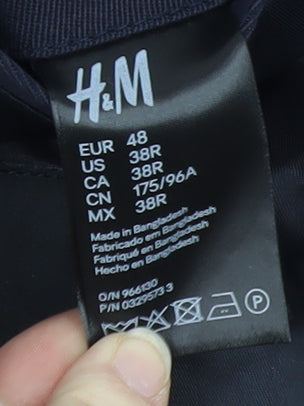 H&M
EUR 48
US 38R
CA 38R
CN 175/96A
MX 38R
Made in Bangladesh
Fabricado em Bangladesh
Fabriqué en Bangladesh
Hecho en Bangladesh
O/N 966130
P/N 0329573 3
P